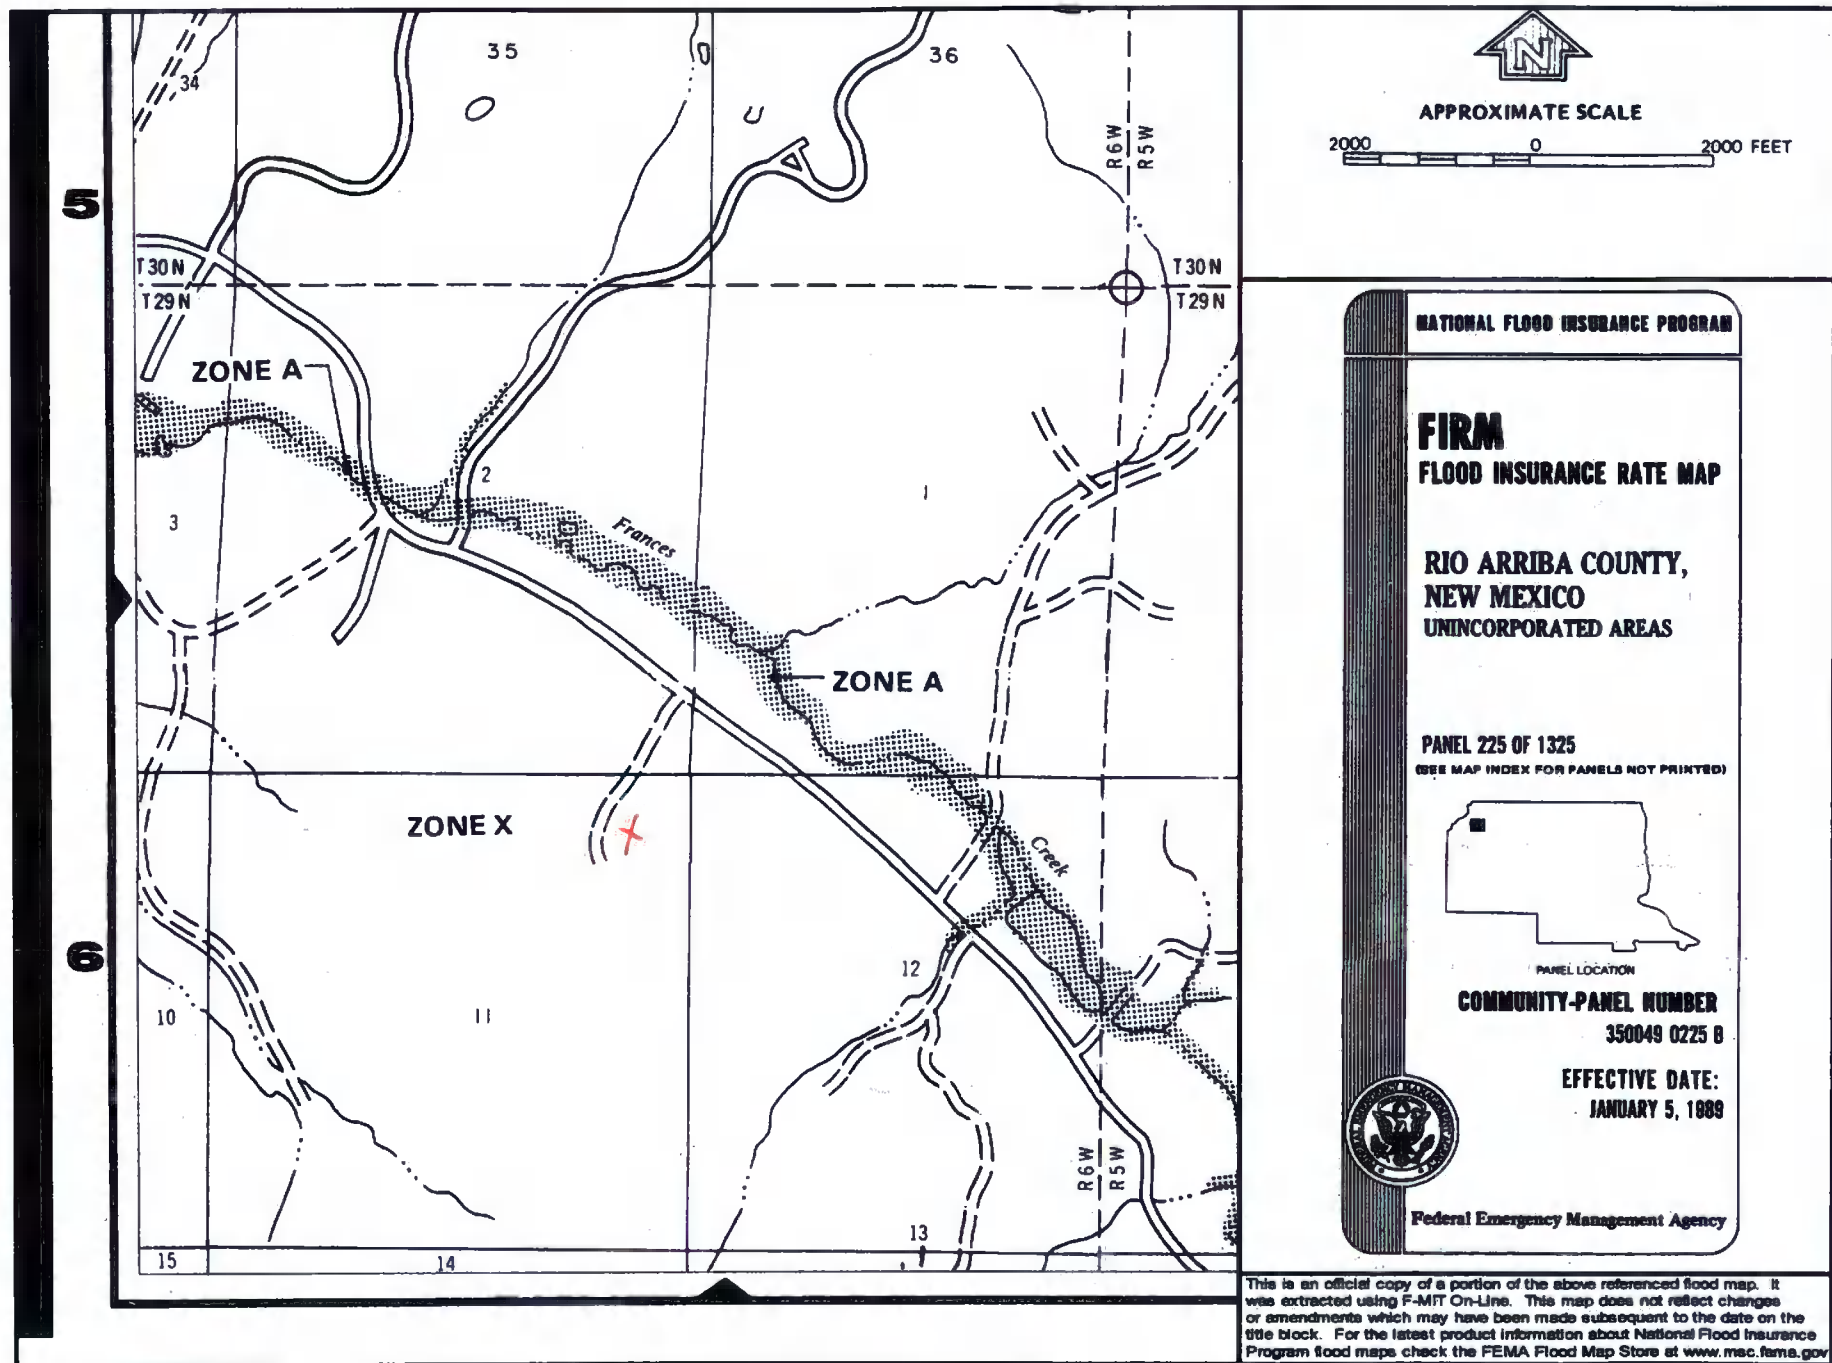 35
36
34
5
R6W
R5W
T30N
T29N
T30N
T29N
ZONE A
2
1
3
Frances
ZONE A
ZONE X
X
Creek
6
12
10
11
R6W
R5W
13
15
14
N
APPROXIMATE SCALE
2000 0 2000 FEET
NATIONAL FLOOD INSURANCE PROGRAM
FIRM
FLOOD INSURANCE RATE MAP
RIO ARRIBA COUNTY,
NEW MEXICO
UNINCORPORATED AREAS
PANEL 225 OF 1325
(SEE MAP INDEX FOR PANELS NOT PRINTED)
PANEL LOCATION
COMMUNITY-PANEL NUMBER
350049 0225 B
EFFECTIVE DATE:
JANUARY 5, 1989
Federal Emergency Management Agency
This is an official copy of a portion of the above referenced flood map. It
was extracted using F-MIT On-Line. This map does not reflect changes
or amendments which may have been made subsequent to the date on the
title block. For the latest product information about National Flood Insurance
Program flood maps check the FEMA Flood Map Store at www.msc.fema.gov